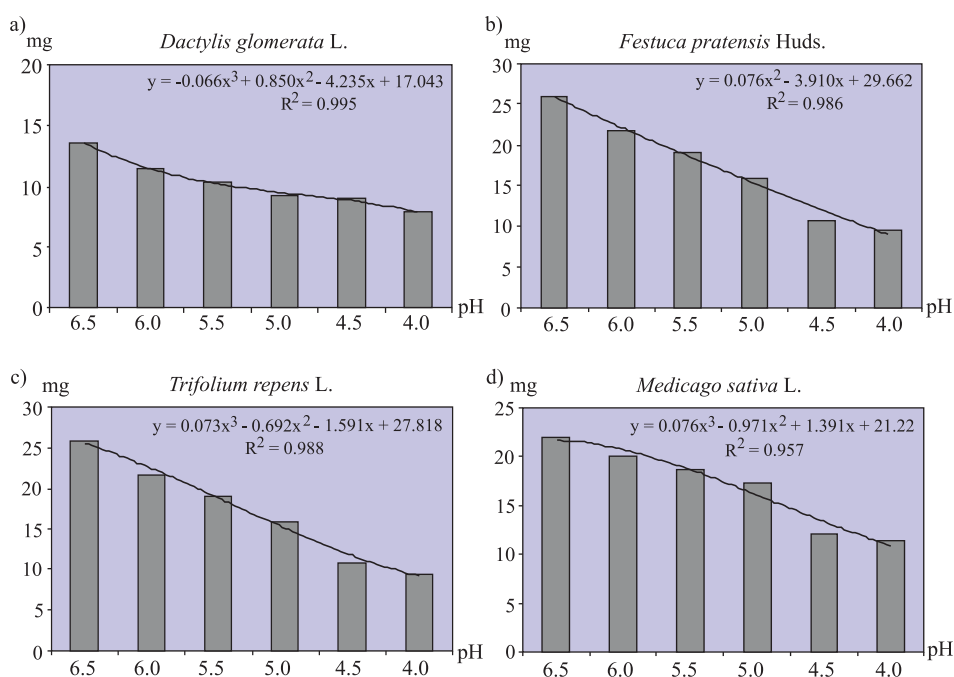 a)
mg
Dactylis glomerata L.
y = -0.066x³ + 0.850x² - 4.235x + 17.043
R² = 0.995
20
15
10
5
0
6.5 6.0 5.5 5.0 4.5 4.0
pH
b)
mg
Festuca pratensis Huds.
y = 0.076x² - 3.910x + 29.662
R² = 0.986
30
25
20
15
10
5
0
6.5 6.0 5.5 5.0 4.5 4.0
pH
c)
mg
Trifolium repens L.
y = 0.073x³ - 0.692x² - 1.591x + 27.818
R² = 0.988
30
25
20
15
10
5
0
6.5 6.0 5.5 5.0 4.5 4.0
pH
d)
mg
Medicago sativa L.
y = 0.076x³ - 0.971x² + 1.391x + 21.22
R² = 0.957
25
20
15
10
5
0
6.5 6.0 5.5 5.0 4.5 4.0
pH